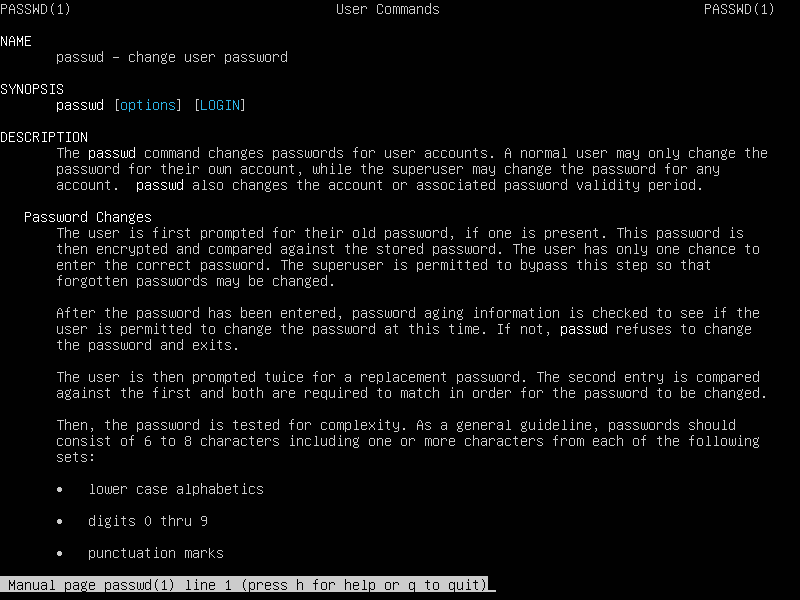 PASSWD(1) User Commands PASSWD(1)
NAME
passwd – change user password
SYNOPSIS
passwd [options] [LOGIN]
DESCRIPTION
The passwd command changes passwords for user accounts. A normal user may only change the
password for their own account, while the superuser may change the password for any
account. passwd also changes the account or associated password validity period.
Password Changes
The user is first prompted for their old password, if one is present. This password is
then encrypted and compared against the stored password. The user has only one chance to
enter the correct password. The superuser is permitted to bypass this step so that
forgotten passwords may be changed.
After the password has been entered, password aging information is checked to see if the
user is permitted to change the password at this time. If not, passwd refuses to change
the password and exits.
The user is then prompted twice for a replacement password. The second entry is compared
against the first and both are required to match in order for the password to be changed.
Then, the password is tested for complexity. As a general guideline, passwords should
consist of 6 to 8 characters including one or more characters from each of the following
sets:
• lower case alphabetics
• digits 0 thru 9
• punctuation marks
Manual page passwd(1) line 1 (press h for help or q to quit)